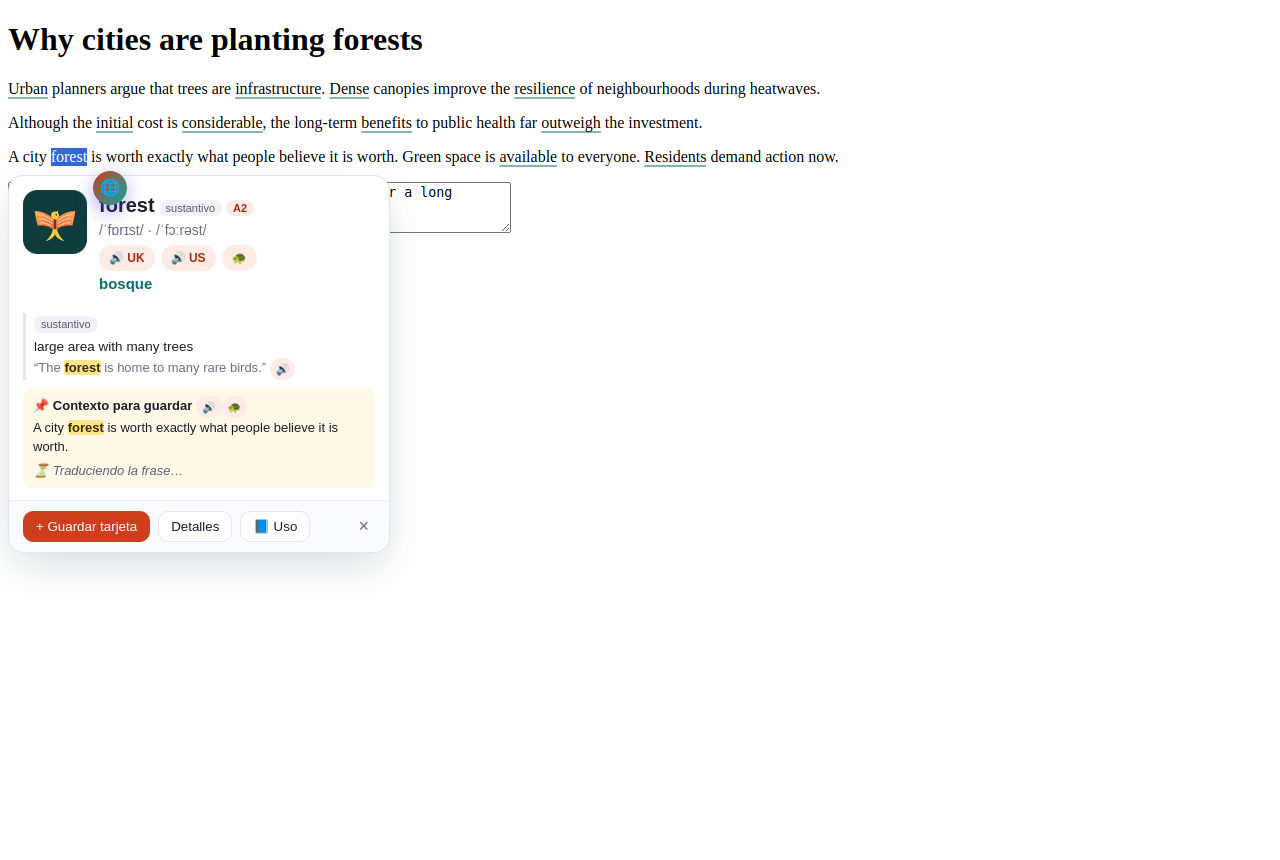 Why cities are planting forests
Urban planners argue that trees are infrastructure. Dense canopies improve the resilience of neighbourhoods during heatwaves.
Although the initial cost is considerable, the long-term benefits to public health far outweigh the investment.
A city forest is worth exactly what people believe it is worth. Green space is available to everyone. Residents demand action now.
a long
forest sustantivo A2
/ˈfɒrɪst/ · /ˈfɔːrəst/
🔊 UK 🔊 US 🐢
bosque
sustantivo
large area with many trees
“The forest is home to many rare birds.” 🔊
📌 Contexto para guardar 🔊 🐢
A city forest is worth exactly what people believe it is
worth.
⏳ Traduciendo la frase…
+ Guardar tarjeta Detalles 📘 Uso ×